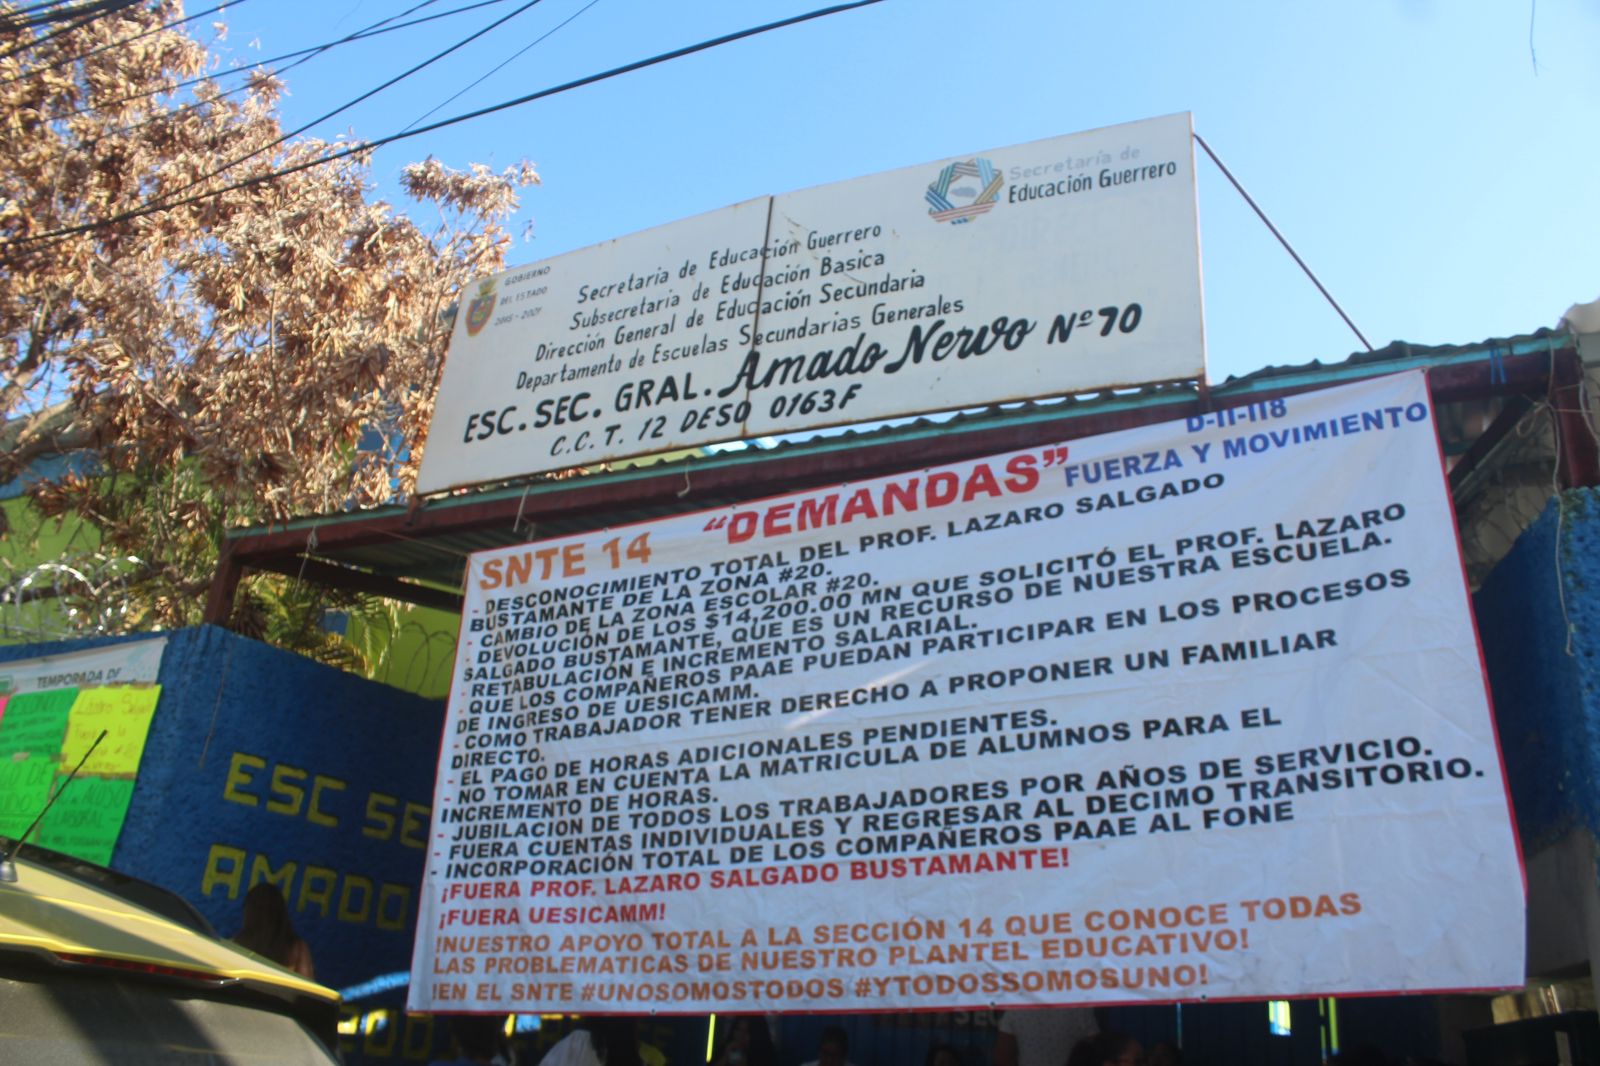 GOBIERNO
DEL ESTADO
2015 - 2021
Secretaría de
Educación Guerrero
Secretaria de Educación Guerrero
Subsecretaria de Educación Basica
Dirección General de Educación Secundaria
Departamento de Escuelas Secundarias Generales
ESC. SEC. GRAL. Amado Nervo Nº 70
C.C.T. 12 DES0 0163F
D-II-118
SNTE 14 "DEMANDAS" FUERZA Y MOVIMIENTO
- DESCONOCIMIENTO TOTAL DEL PROF. LAZARO SALGADO
BUSTAMANTE DE LA ZONA #20.
- CAMBIO DE LA ZONA ESCOLAR #20.
- DEVOLUCIÓN DE LOS $14,200.00 MN QUE SOLICITÓ EL PROF. LAZARO
SALGADO BUSTAMANTE, QUE ES UN RECURSO DE NUESTRA ESCUELA.
- RETABULACIÓN E INCREMENTO SALARIAL.
- QUE LOS COMPAÑEROS PAAE PUEDAN PARTICIPAR EN LOS PROCESOS
DE INGRESO DE UESICAMM.
- COMO TRABAJADOR TENER DERECHO A PROPONER UN FAMILIAR
DIRECTO.
- EL PAGO DE HORAS ADICIONALES PENDIENTES.
- NO TOMAR EN CUENTA LA MATRICULA DE ALUMNOS PARA EL
INCREMENTO DE HORAS.
- JUBILACIÓN DE TODOS LOS TRABAJADORES POR AÑOS DE SERVICIO.
- FUERA CUENTAS INDIVIDUALES Y REGRESAR AL DECIMO TRANSITORIO.
- INCORPORACIÓN TOTAL DE LOS COMPAÑEROS PAAE AL FONE
¡FUERA PROF. LAZARO SALGADO BUSTAMANTE!
¡FUERA UESICAMM!
!NUESTRO APOYO TOTAL A LA SECCIÓN 14 QUE CONOCE TODAS
LAS PROBLEMATICAS DE NUESTRO PLANTEL EDUCATIVO!
!EN EL SNTE #UNOSOMOSTODOS #YTODOSSOMOSUNO!
TEMPORADA DE
ESC SE
AMADO